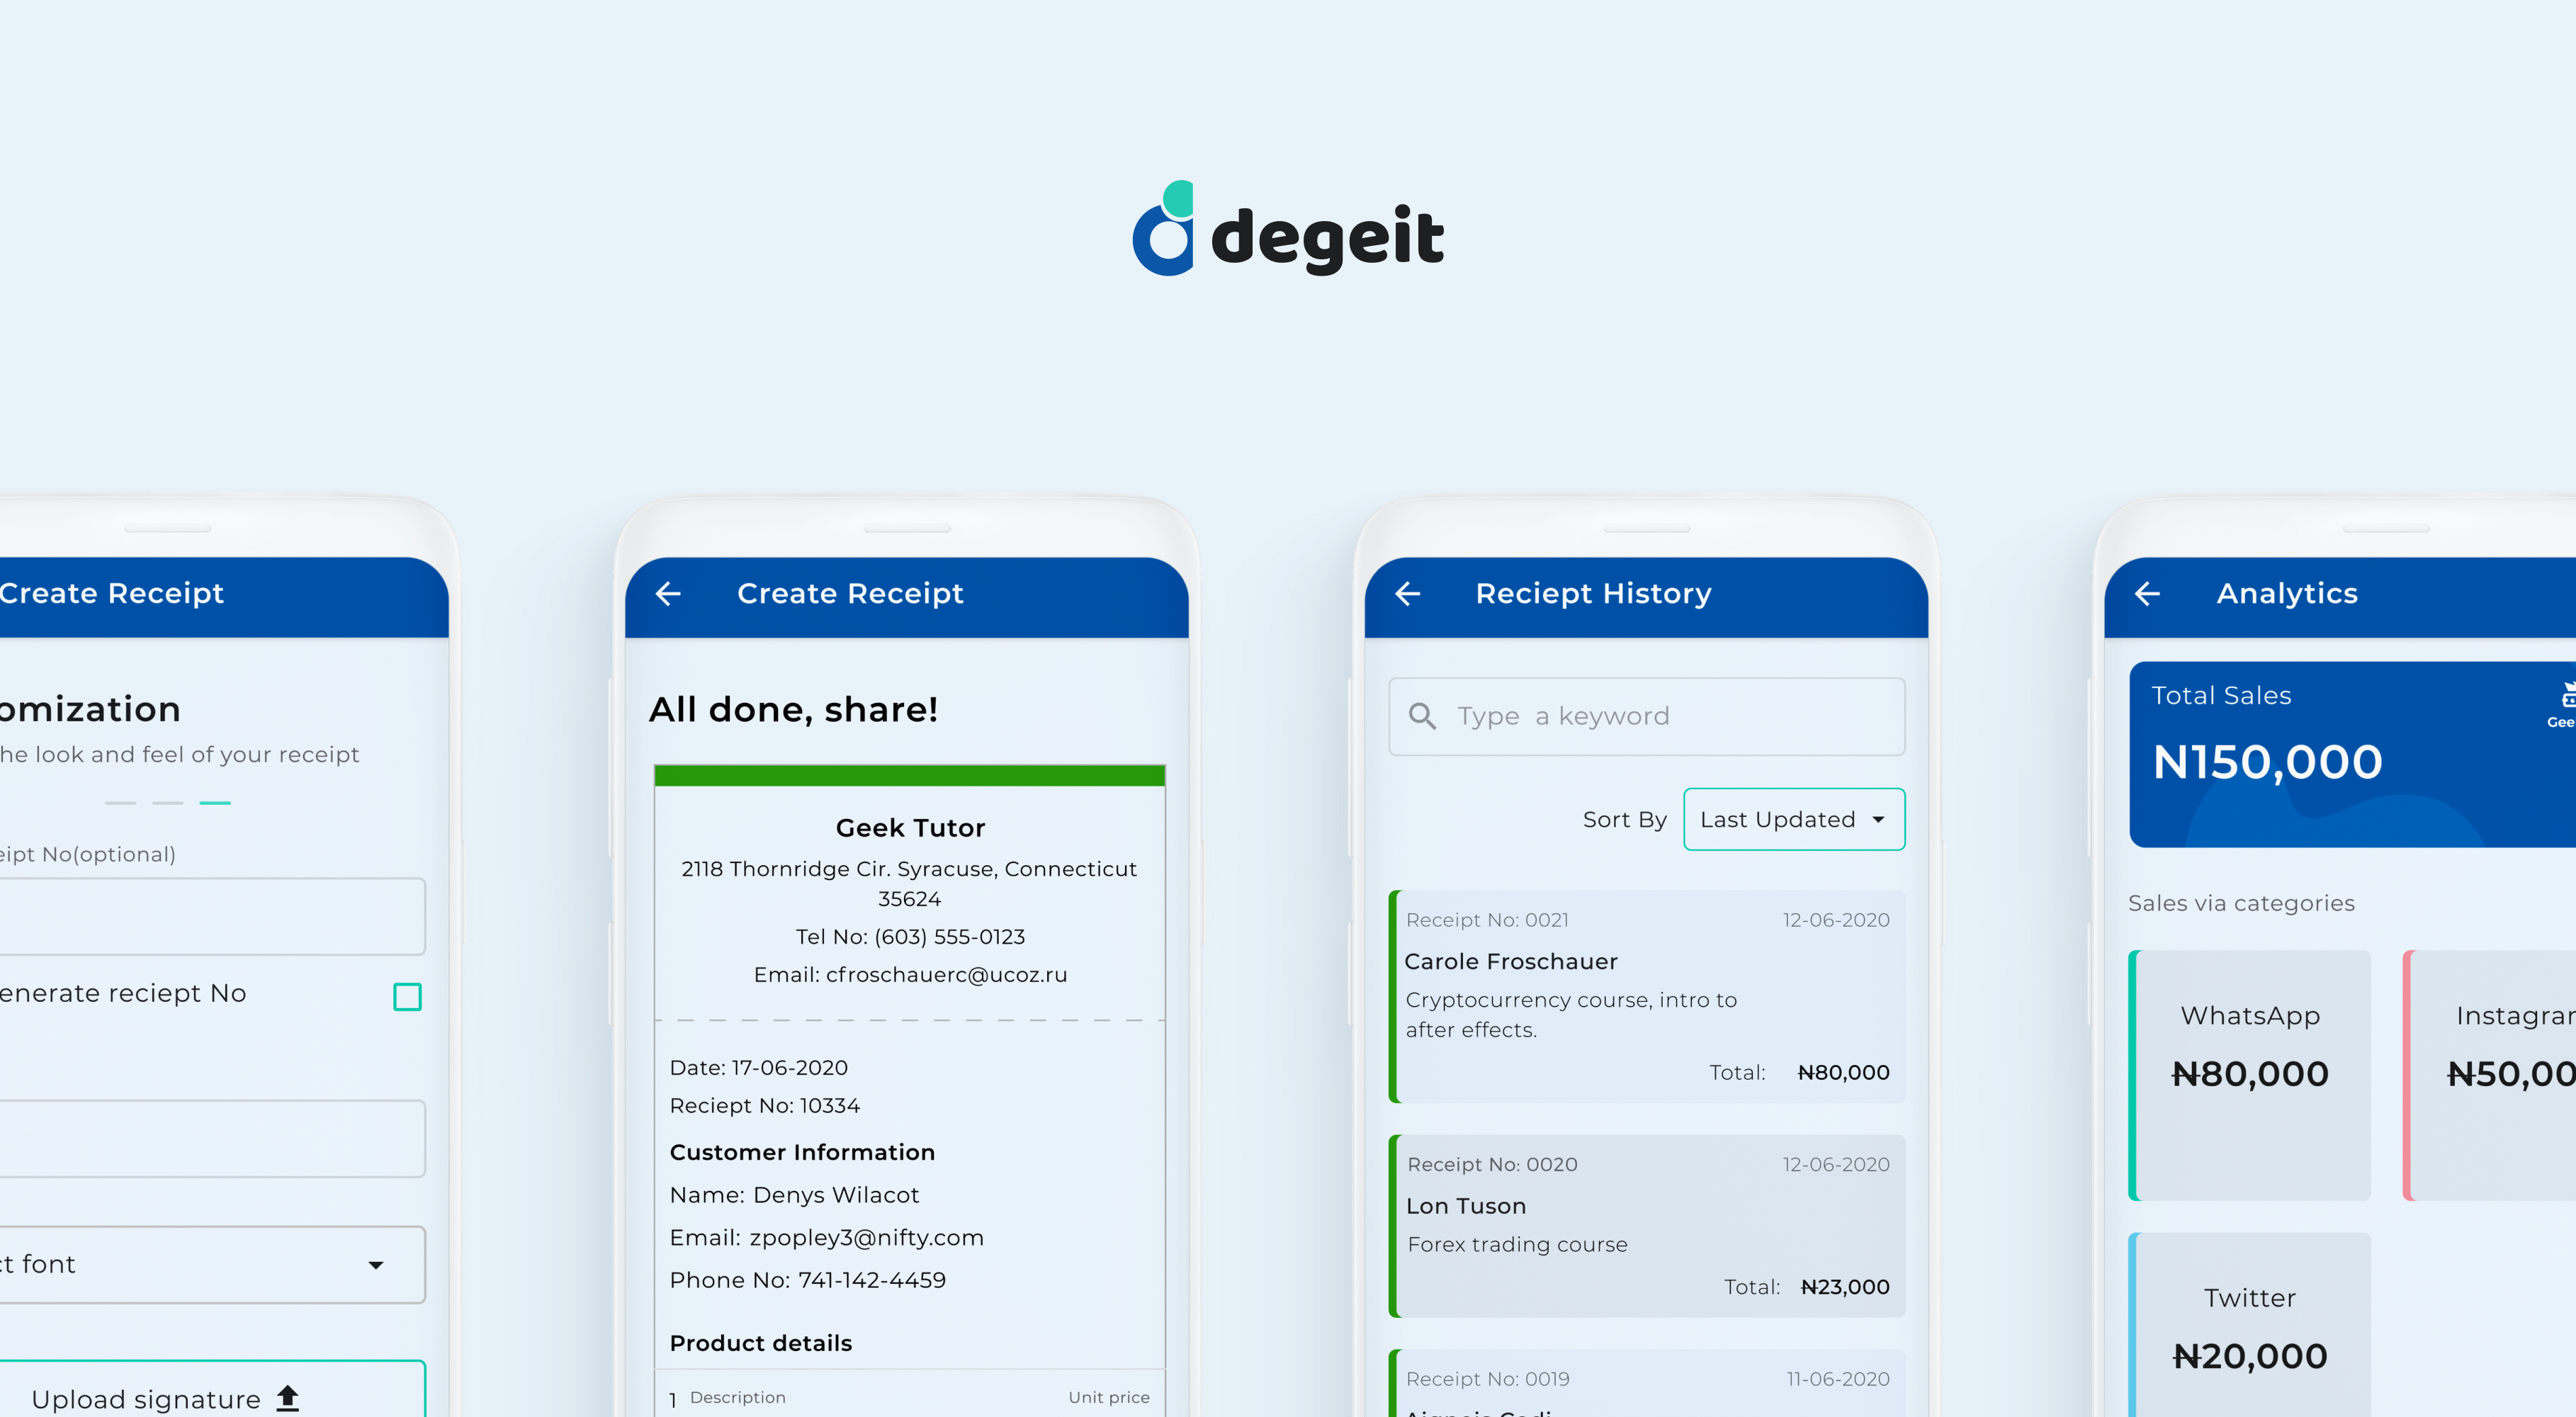 degeit
Create Receipt
omization
he look and feel of your receipt
eipt No(optional)
enerate reciept No
ct font
Upload signature
Create Receipt
All done, share!
Geek Tutor
2118 Thornridge Cir. Syracuse, Connecticut
35624
Tel No: (603) 555-0123
Email: cfroschauerc@ucoz.ru
Date: 17-06-2020
Reciept No: 10334
Customer Information
Name: Denys Wilacot
Email: zpopley3@nifty.com
Phone No: 741-142-4459
Product details
1 Description Unit price
Reciept History
Type a keyword
Sort By Last Updated
Receipt No: 0021 12-06-2020
Carole Froschauer
Cryptocurrency course, intro to
after effects.
Total: ₦80,000
Receipt No: 0020 12-06-2020
Lon Tuson
Forex trading course
Total: ₦23,000
Receipt No: 0019 11-06-2020
Analytics
Total Sales
Gee
N150,000
Sales via categories
WhatsApp
₦80,000
Instagra
₦50,00
Twitter
₦20,000